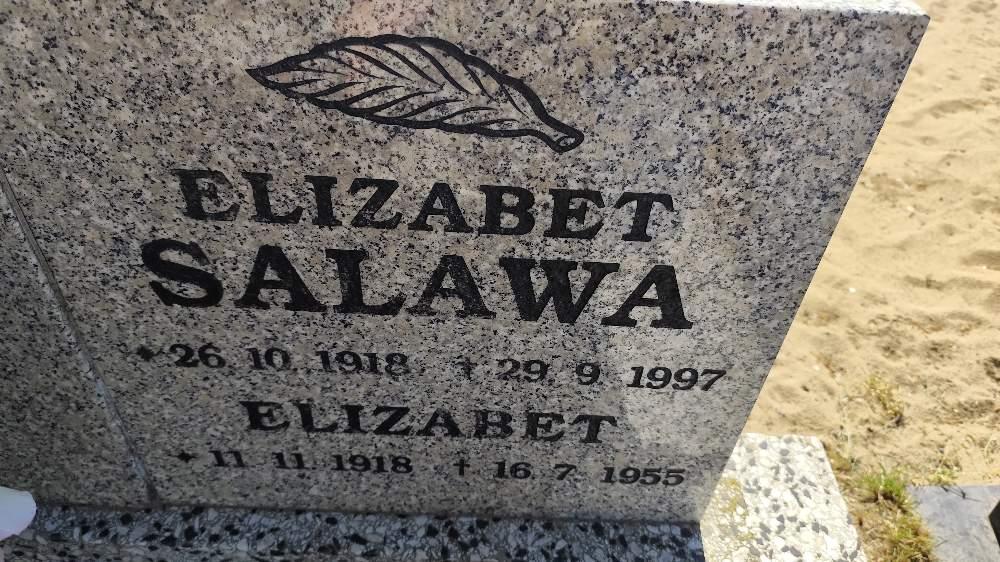 ELIZABET
SALAWA
* 26. 10. 1918 † 29. 9. 1997
ELIZABET
* 11. 11. 1918 † 16. 7. 1955